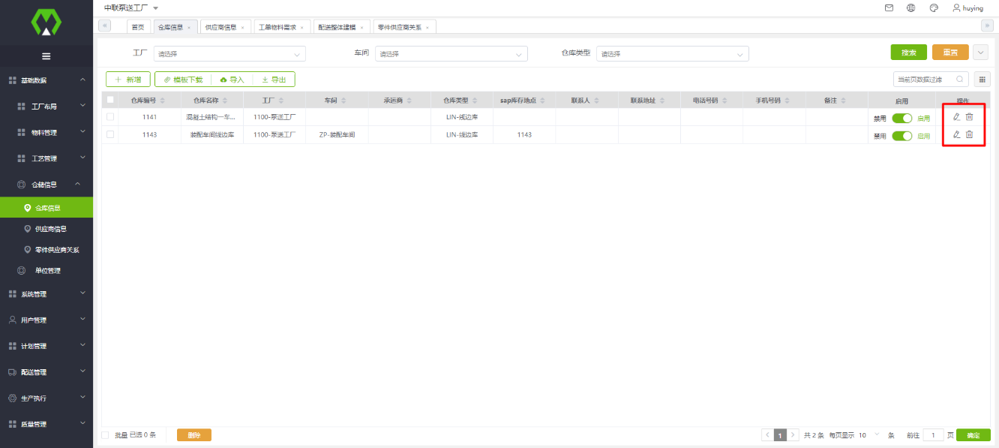 中联泵送工厂
huying
首页 仓库信息 × 供应商信息 × 工单物料需求 × 配送整体建模 × 零件供应商关系 ×
工厂 请选择 车间 请选择 仓库类型 请选择 搜索 重置
+ 新增 模板下载 导入 导出 当前页数据过滤
仓库编号 仓库名称 工厂 车间 承运商 仓库类型 sap库存地点 联系人 联系地址 电话号码 手机号码 备注 启用 操作
1141 混凝土结构一车... 1100-泵送工厂 LIN-线边库 禁用 启用
1143 装配车间线边库 1100-泵送工厂 ZP-装配车间 LIN-线边库 1143 禁用 启用
基础数据
工厂布局
物料管理
工艺管理
仓储信息
仓库信息
供应商信息
零件供应商关系
单位管理
系统管理
用户管理
计划管理
配送管理
生产执行
质量管理
批量 已选 0 条 删除 1 共 2 条 每页显示 10 条 前往 1 页 确定